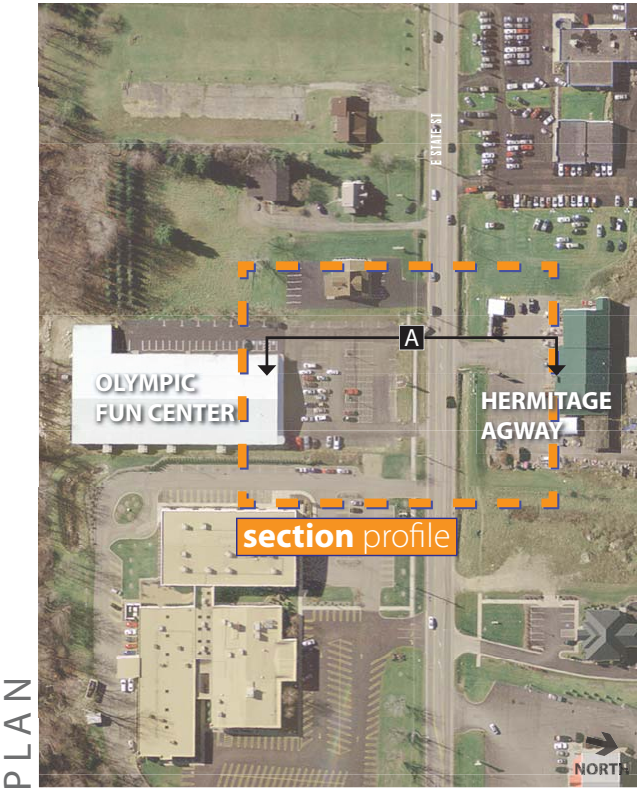 E STATE ST
A
OLYMPIC
FUN CENTER
HERMITAGE
AGWAY
section profile
PLAN
NORTH